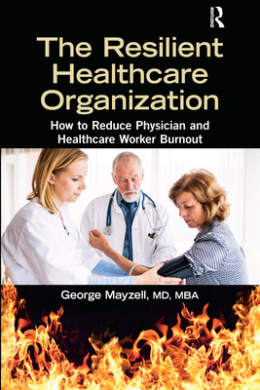 R
The Resilient
Healthcare
Organization
How to Reduce Physician and
Healthcare Worker Burnout
George Mayzell, MD, MBA